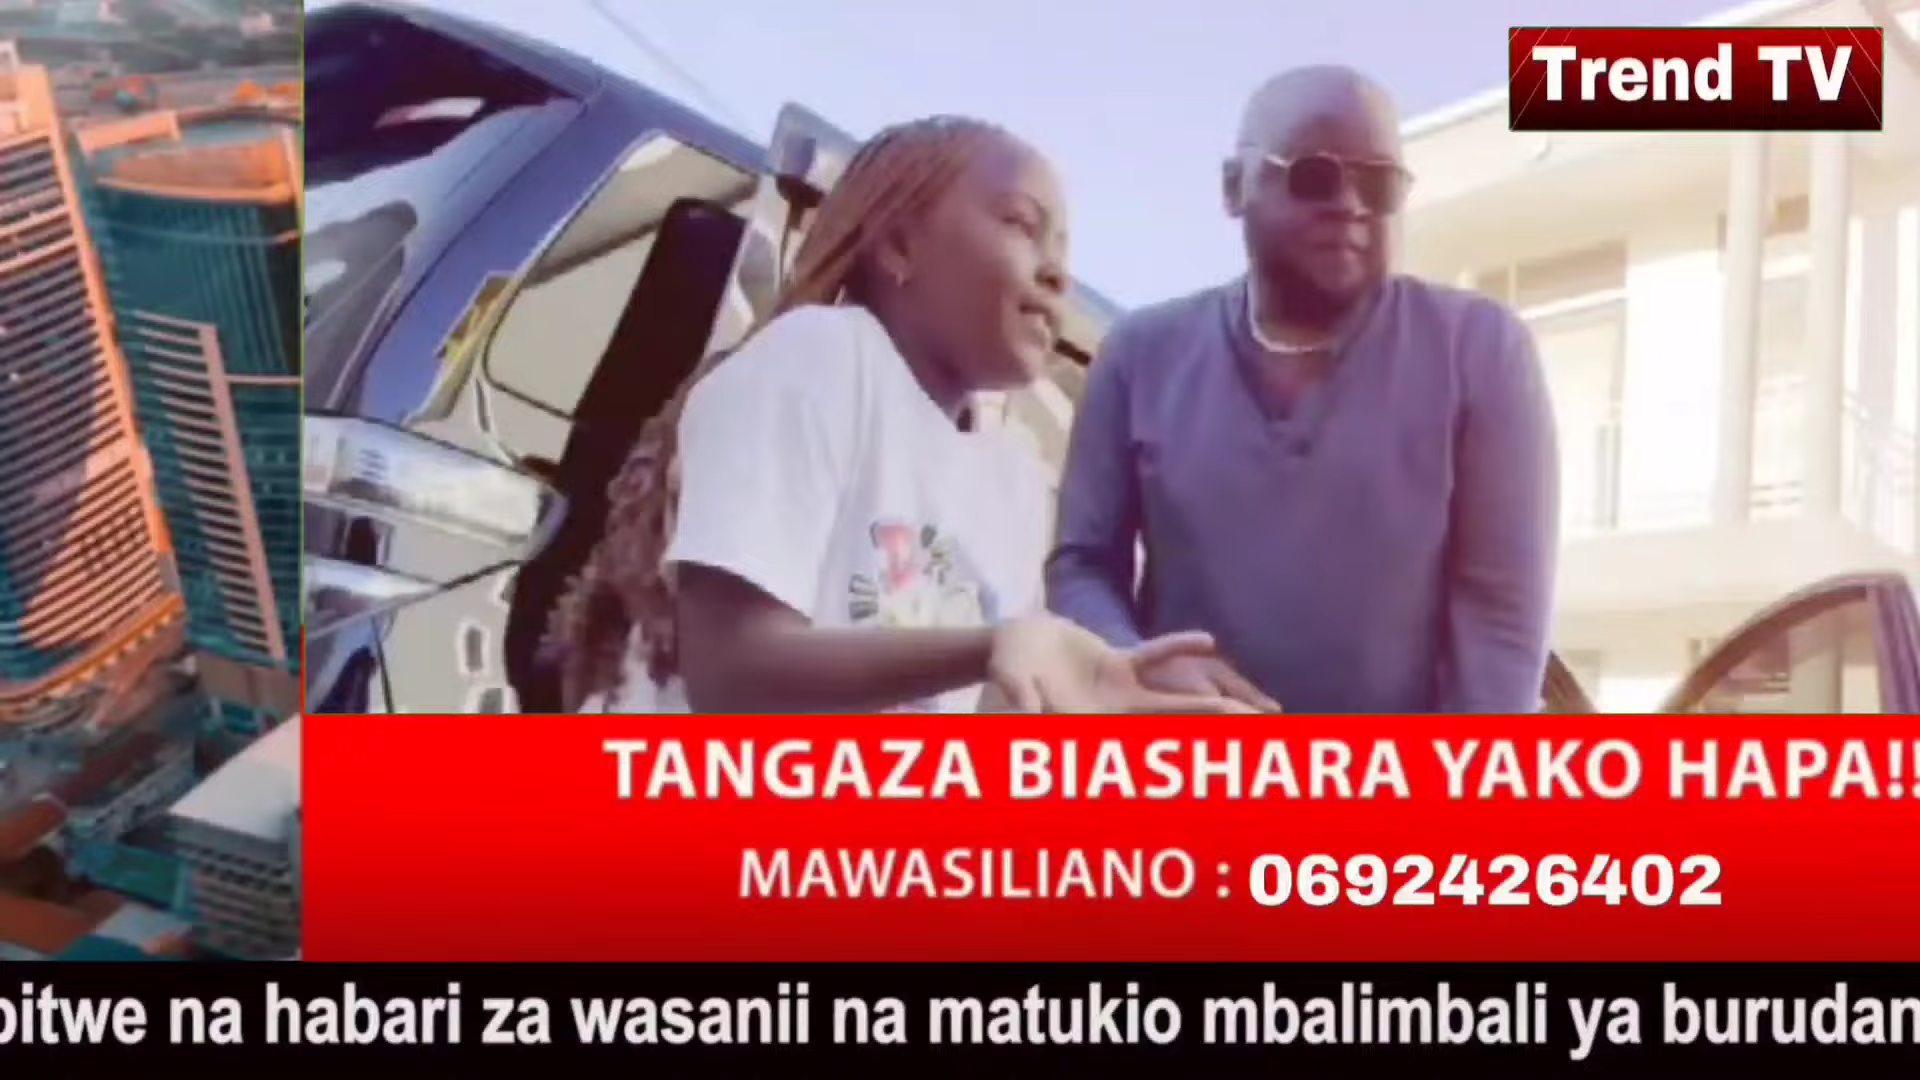 Trend TV
TANGAZA BIASHARA YAKO HAPA!!
MAWASILIANO : 0692426402
na habari za wasanii na matukio mbalimbali ya